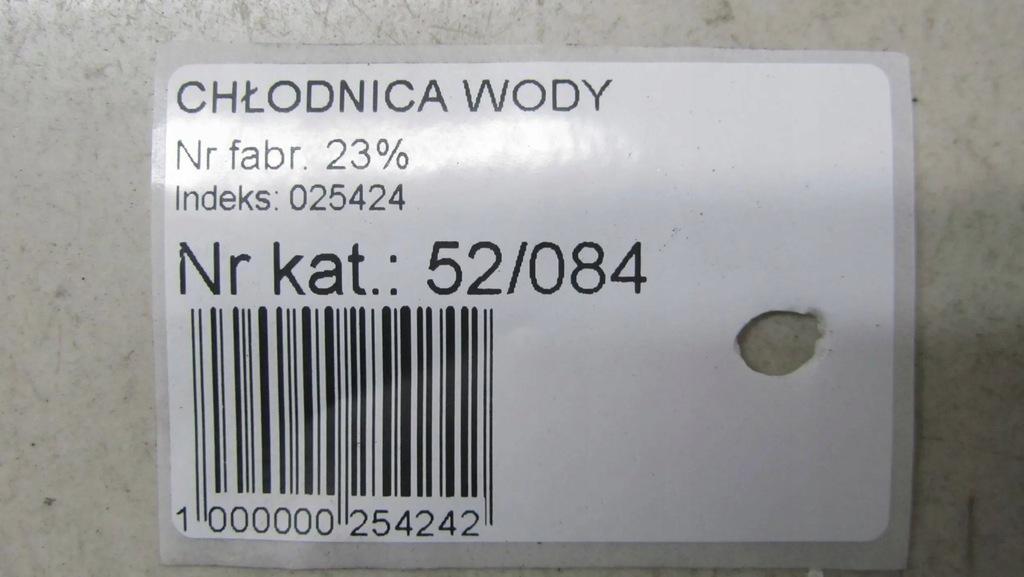 CHŁODNICA WODY
Nr fabr. 23%
Indeks: 025424
Nr kat.: 52/084
1 000000 254242